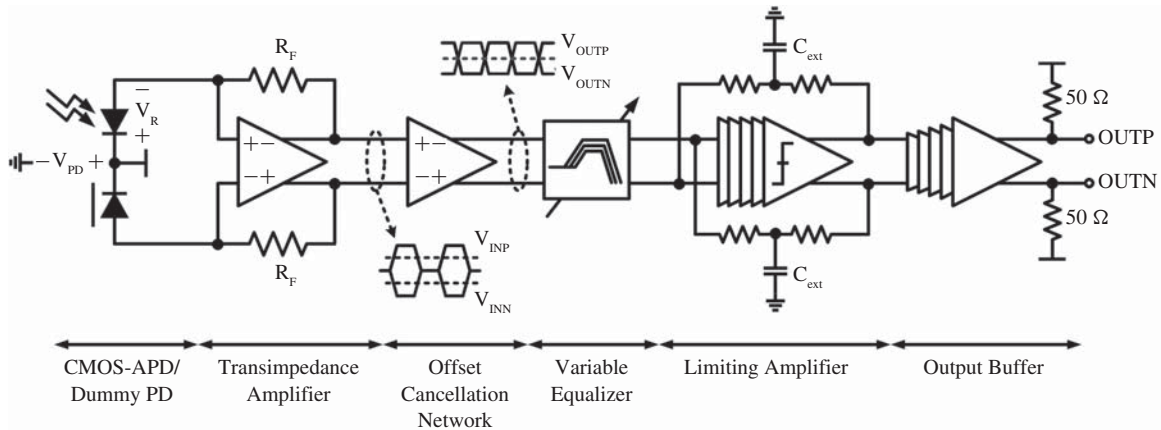 R_F
V_OUTP
V_OUTN
C_ext
− V_R +
− V_PD +
+ −
− +
+ −
− +
50 Ω
OUTP
OUTN
50 Ω
R_F
V_INP
V_INN
C_ext
CMOS-APD/
Dummy PD
Transimpedance
Amplifier
Offset
Cancellation
Network
Variable
Equalizer
Limiting Amplifier
Output Buffer